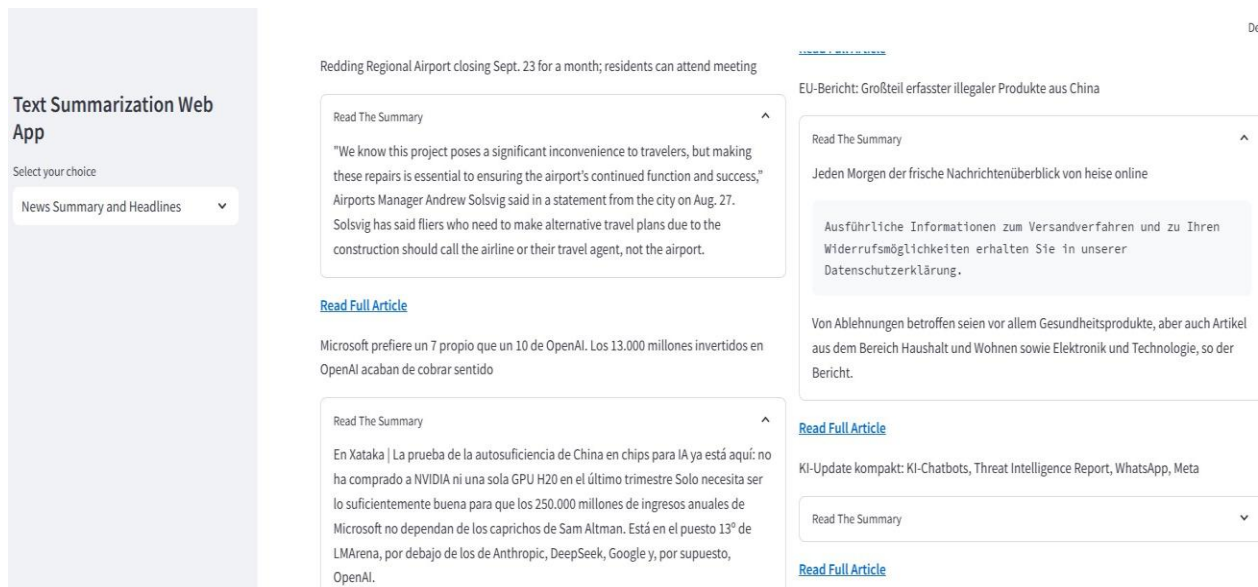 De
Text Summarization Web
App
Select your choice
News Summary and Headlines
Redding Regional Airport closing Sept. 23 for a month; residents can attend meeting
Read The Summary
"We know this project poses a significant inconvenience to travelers, but making
these repairs is essential to ensuring the airport's continued function and success,"
Airports Manager Andrew Solsvig said in a statement from the city on Aug. 27.
Solsvig has said fliers who need to make alternative travel plans due to the
construction should call the airline or their travel agent, not the airport.
Read Full Article
Microsoft prefiere un 7 propio que un 10 de OpenAI. Los 13.000 millones invertidos en
OpenAI acaban de cobrar sentido
Read The Summary
En Xataka | La prueba de la autosuficiencia de China en chips para IA ya está aquí: no
ha comprado a NVIDIA ni una sola GPU H20 en el último trimestre Solo necesita ser
lo suficientemente buena para que los 250.000 millones de ingresos anuales de
Microsoft no dependan de los caprichos de Sam Altman. Está en el puesto 13º de
LMArena, por debajo de los de Anthropic, DeepSeek, Google y, por supuesto,
OpenAI.
EU-Bericht: Großteil erfasster illegaler Produkte aus China
Read The Summary
Jeden Morgen der frische Nachrichtenüberblick von heise online
Ausführliche Informationen zum Versandverfahren und zu Ihren
Widerrufsmöglichkeiten erhalten Sie in unserer
Datenschutzerklärung.
Von Ablehnungen betroffen seien vor allem Gesundheitsprodukte, aber auch Artikel
aus dem Bereich Haushalt und Wohnen sowie Elektronik und Technologie, so der
Bericht.
Read Full Article
KI-Update kompakt: KI-Chatbots, Threat Intelligence Report, WhatsApp, Meta
Read The Summary
Read Full Article